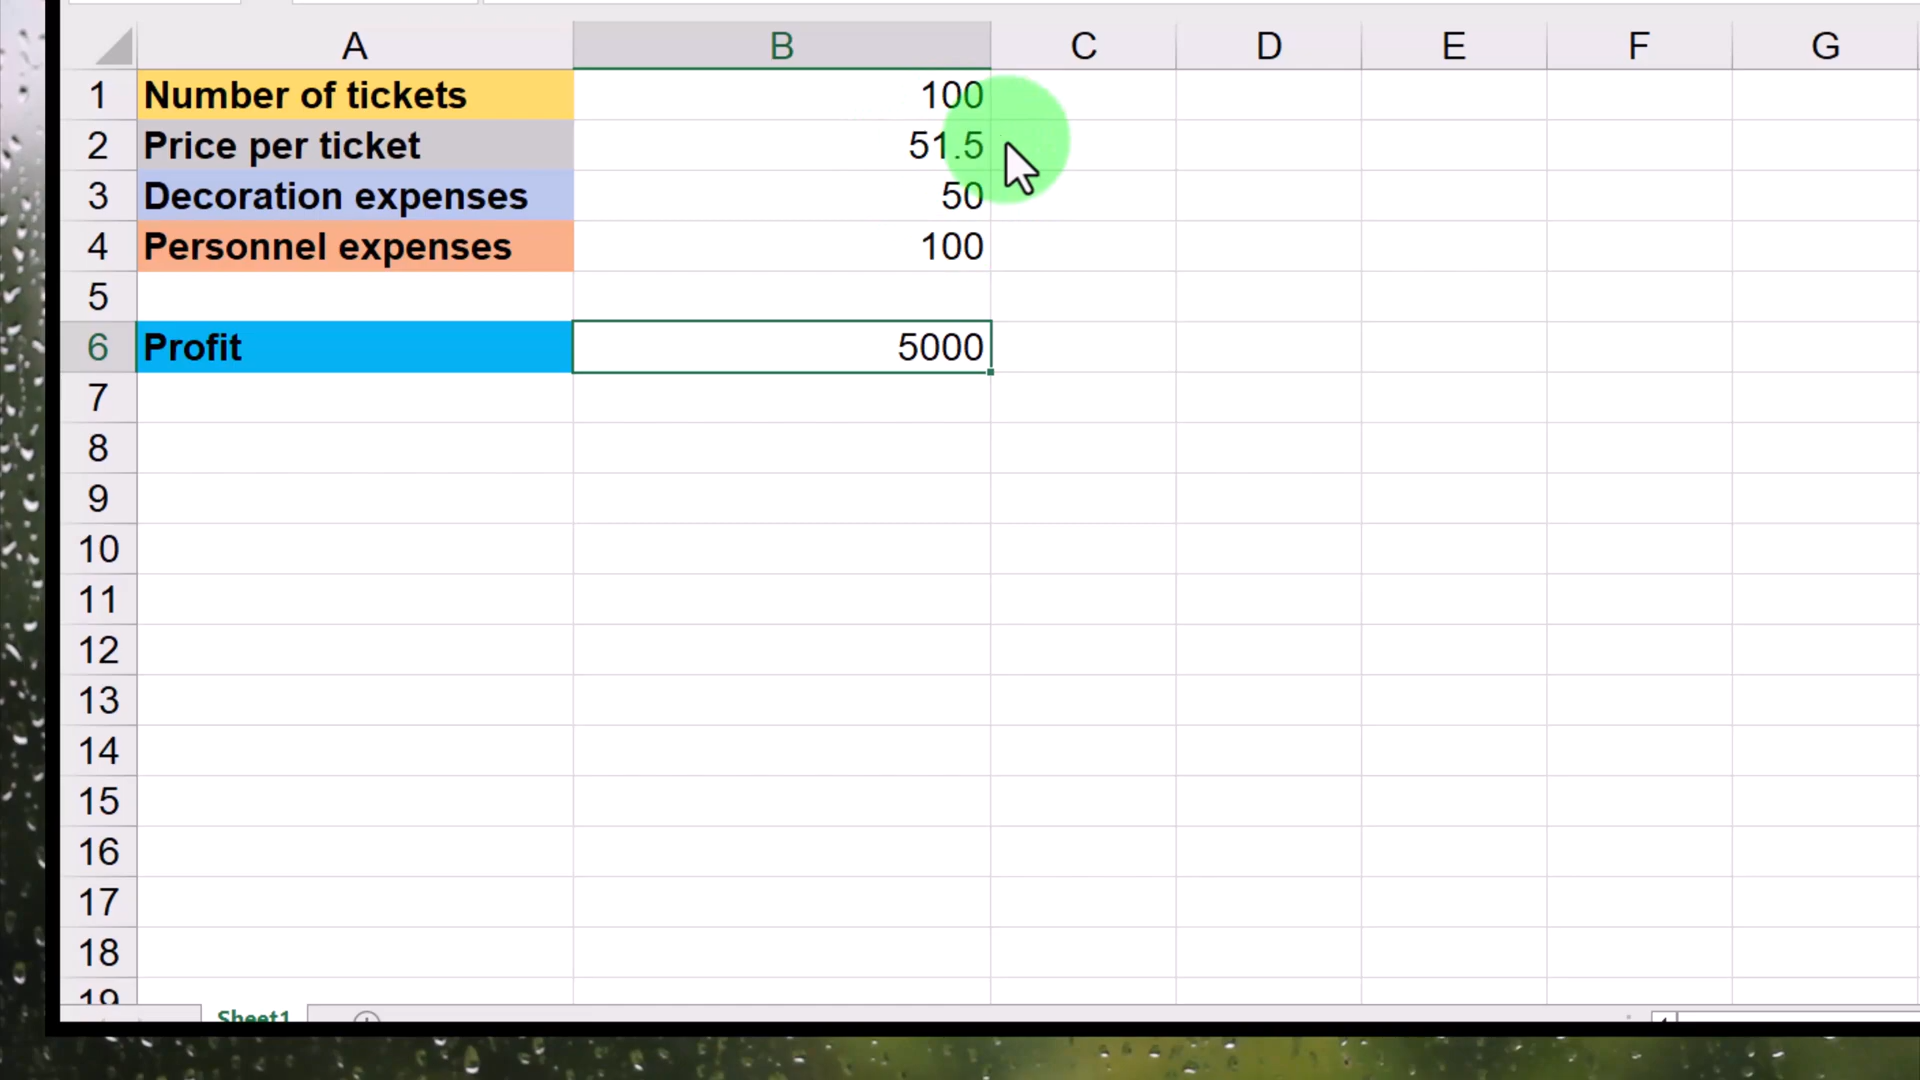 A B C D E F G
1 Number of tickets 100
2 Price per ticket 51.5
3 Decoration expenses 50
4 Personnel expenses 100
5
6 Profit 5000
7
8
9
10
11
12
13
14
15
16
17
18
19
Sheet1